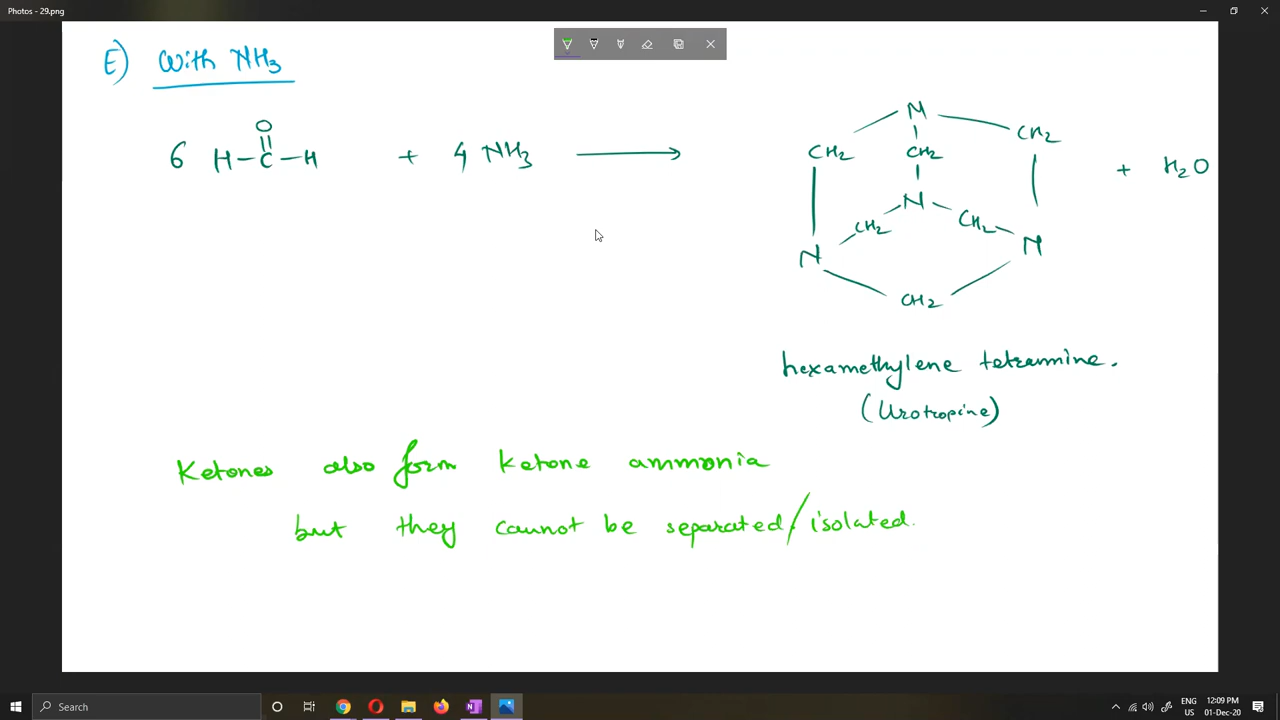 Photos - 29.png
E) With NH3
6 H-C-H + 4 NH3 → + H2O
O
N
CH2 CH2 CH2
N
CH2 CH2
N N
CH2
hexamethylene tetrammine.
(Urotropine)
Ketones also form ketone ammonia
but they cannot be separated/isolated.
Search
ENG 12:09 PM
US 01-Dec-20